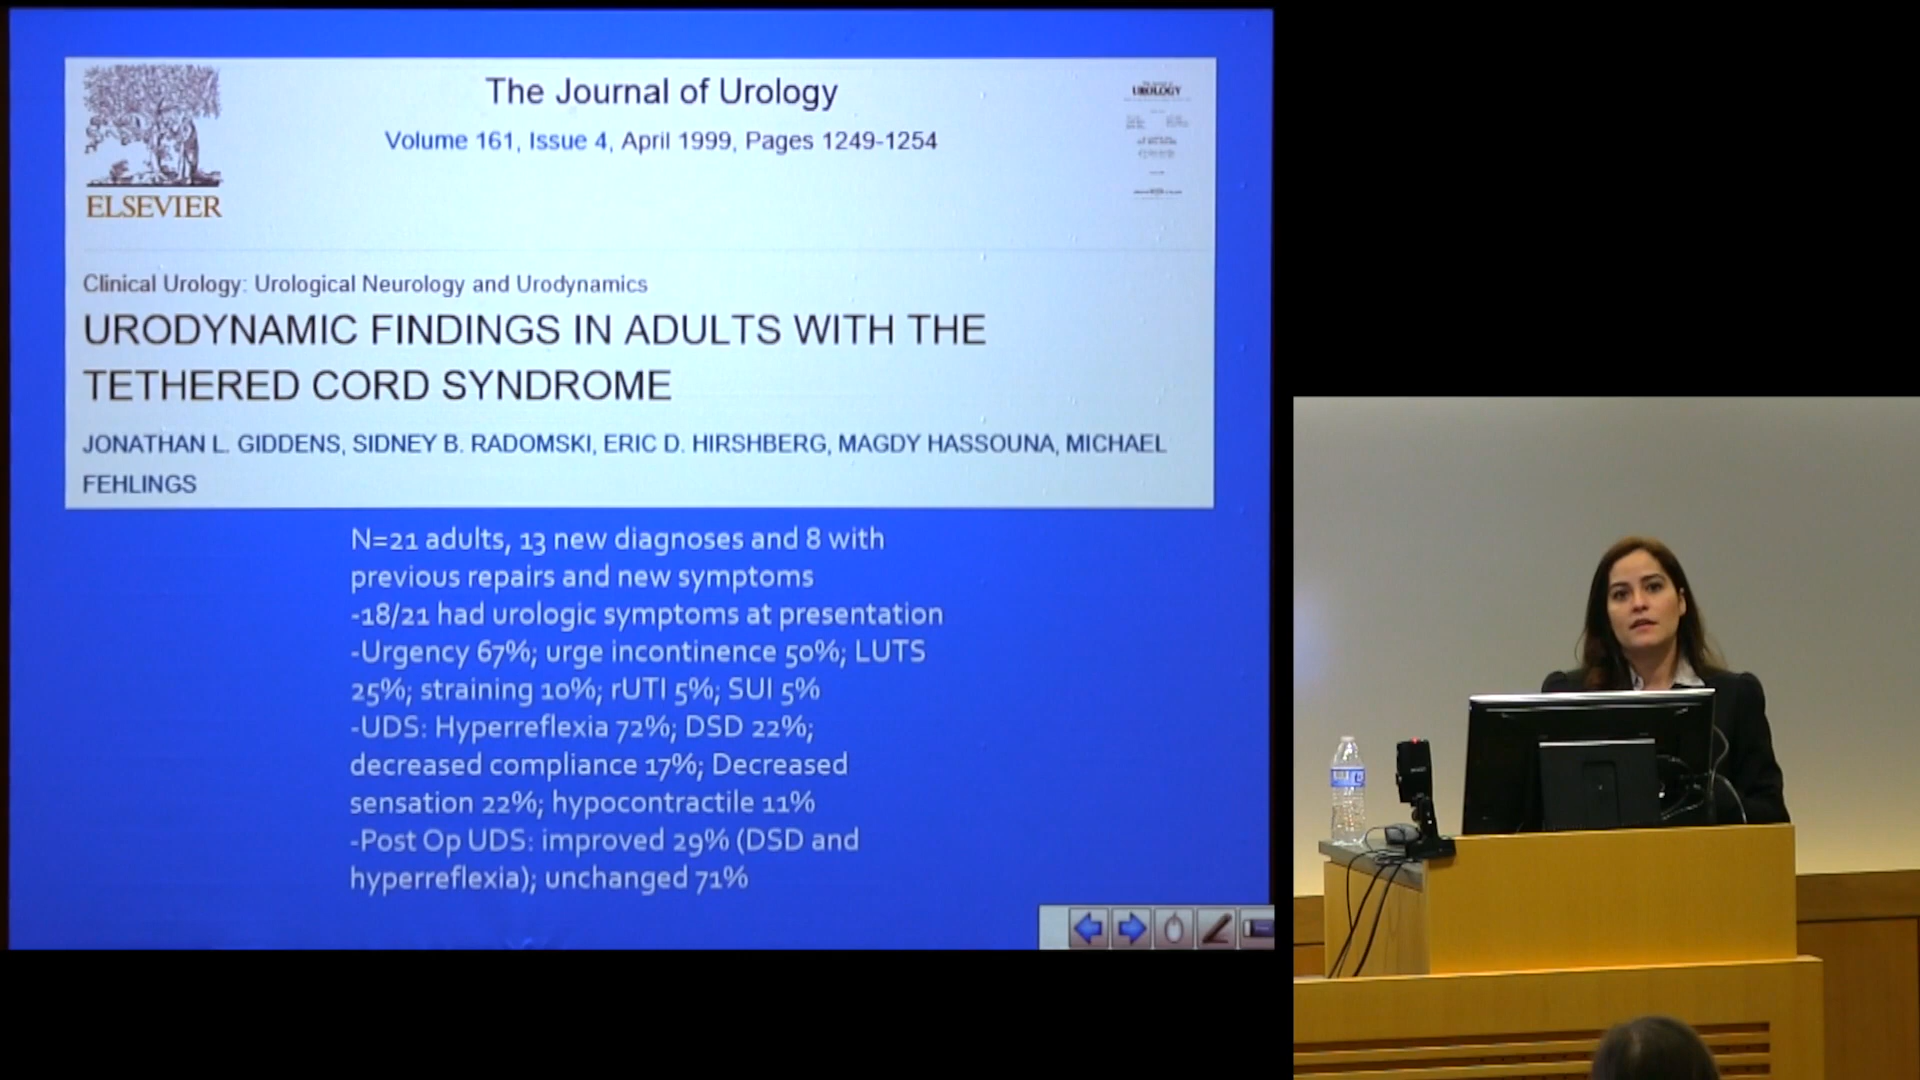 The Journal of Urology
UROLOGY
Volume 161, Issue 4, April 1999, Pages 1249-1254
ELSEVIER
Clinical Urology: Urological Neurology and Urodynamics
URODYNAMIC FINDINGS IN ADULTS WITH THE
TETHERED CORD SYNDROME
JONATHAN L. GIDDENS, SIDNEY B. RADOMSKI, ERIC D. HIRSHBERG, MAGDY HASSOUNA, MICHAEL
FEHLINGS
N=21 adults, 13 new diagnoses and 8 with
previous repairs and new symptoms
-18/21 had urologic symptoms at presentation
-Urgency 67%; urge incontinence 50%; LUTS
25%; straining 10%; rUTI 5%; SUI 5%
-UDS: Hyperreflexia 72%; DSD 22%;
decreased compliance 17%; Decreased
sensation 22%; hypocontractile 11%
-Post Op UDS: improved 29% (DSD and
hyperreflexia); unchanged 71%